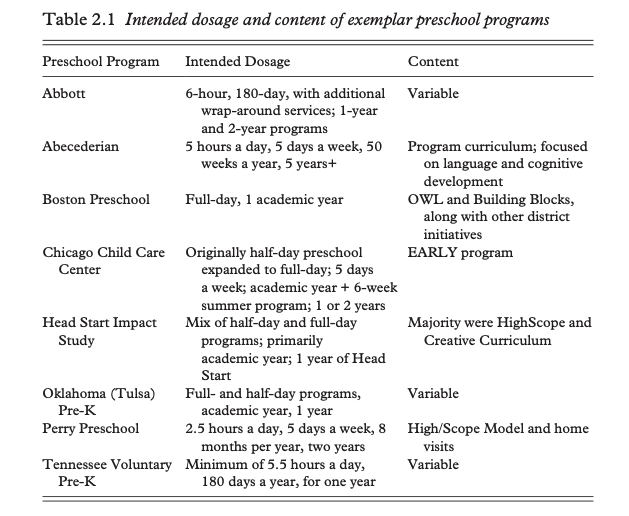 Table 2.1 Intended dosage and content of exemplar preschool programs
Preschool Program Intended Dosage Content
Abbott 6-hour, 180-day, with additional Variable
wrap-around services; 1-year
and 2-year programs
Abecederian 5 hours a day, 5 days a week, 50 Program curriculum; focused
weeks a year, 5 years+ on language and cognitive
development
Boston Preschool Full-day, 1 academic year OWL and Building Blocks,
along with other district
initiatives
Chicago Child Care Originally half-day preschool EARLY program
Center expanded to full-day; 5 days
a week; academic year + 6-week
summer program; 1 or 2 years
Head Start Impact Mix of half-day and full-day Majority were HighScope and
Study programs; primarily Creative Curriculum
academic year; 1 year of Head
Start
Oklahoma (Tulsa) Full- and half-day programs, Variable
Pre-K academic year, 1 year
Perry Preschool 2.5 hours a day, 5 days a week, 8 High/Scope Model and home
months per year, two years visits
Tennessee Voluntary Minimum of 5.5 hours a day, Variable
Pre-K 180 days a year, for one year